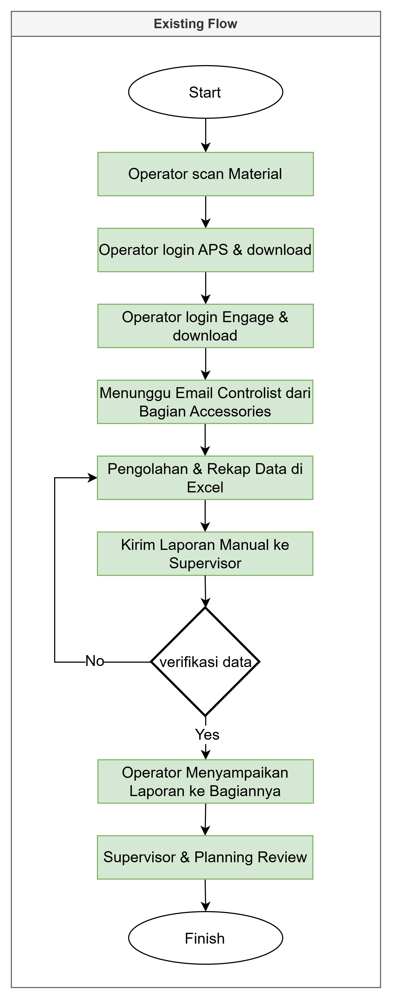 Existing Flow
Start
Operator scan Material
Operator login APS & download
Operator login Engage &
download
Menunggu Email Controlist dari
Bagian Accessories
Pengolahan & Rekap Data di
Excel
Kirim Laporan Manual ke
Supervisor
verifikasi data
No
Yes
Operator Menyampaikan
Laporan ke Bagiannya
Supervisor & Planning Review
Finish